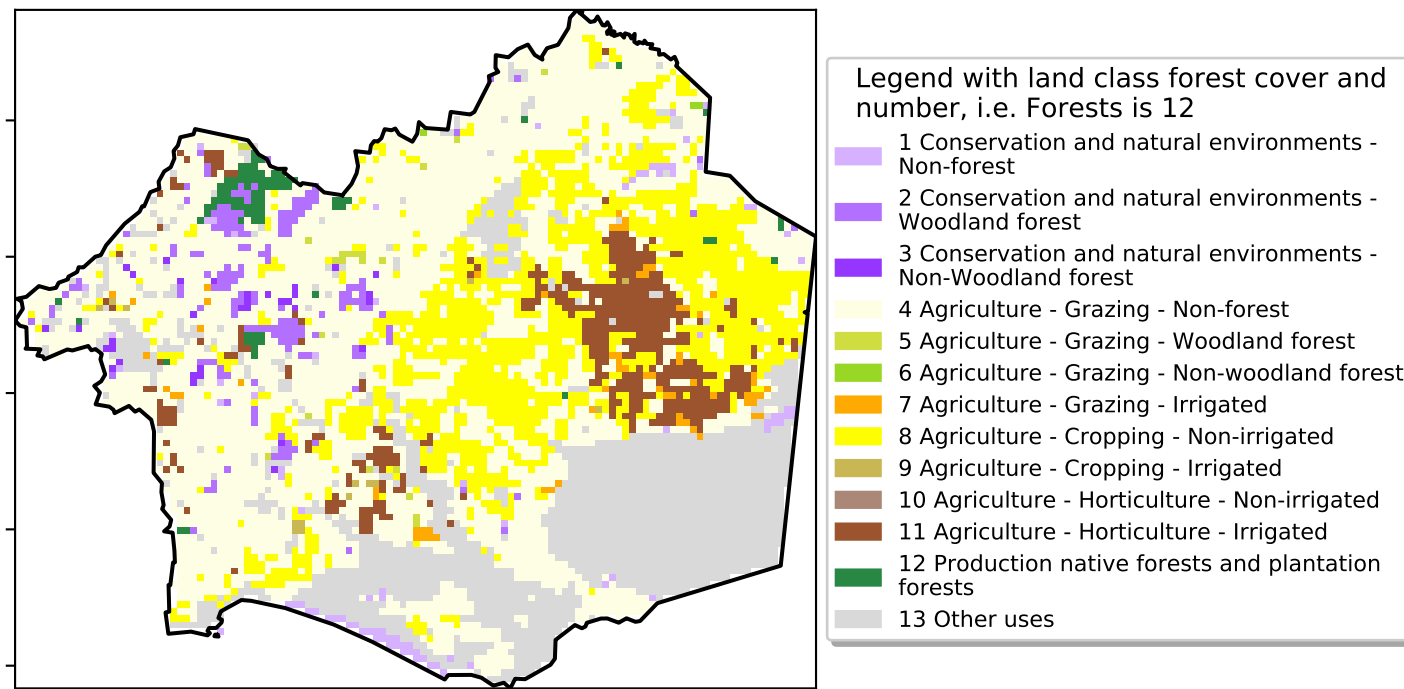 Legend with land class forest cover and
number, i.e. Forests is 12
1 Conservation and natural environments -
Non-forest
2 Conservation and natural environments -
Woodland forest
3 Conservation and natural environments -
Non-Woodland forest
4 Agriculture - Grazing - Non-forest
5 Agriculture - Grazing - Woodland forest
6 Agriculture - Grazing - Non-woodland forest
7 Agriculture - Grazing - Irrigated
8 Agriculture - Cropping - Non-irrigated
9 Agriculture - Cropping - Irrigated
10 Agriculture - Horticulture - Non-irrigated
11 Agriculture - Horticulture - Irrigated
12 Production native forests and plantation
forests
13 Other uses